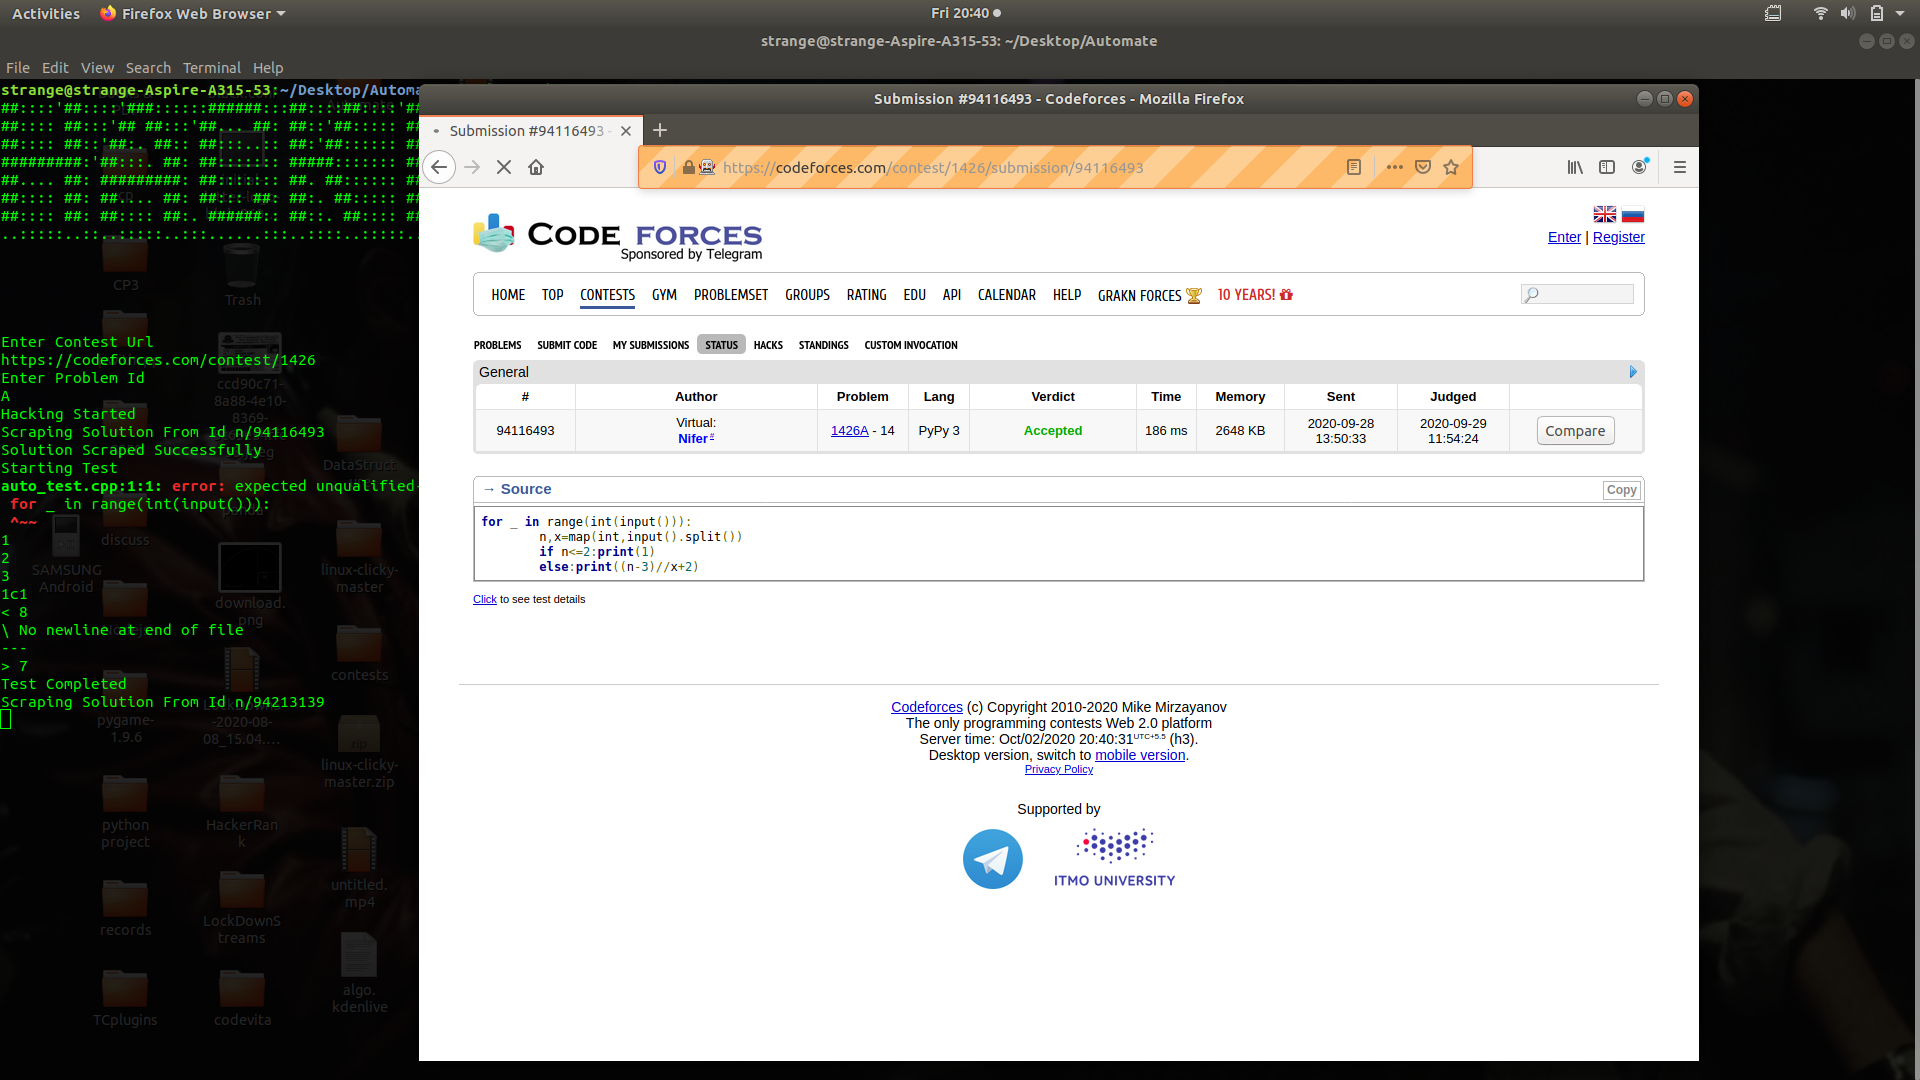 Activities
Firefox Web Browser
Fri 20:40
strange@strange-Aspire-A315-53: ~/Desktop/Automate
File Edit View Search Terminal Help
strange@strange-Aspire-A315-53:~/Desktop/Automa
Enter Contest Url
https://codeforces.com/contest/1426
Enter Problem Id
A
Hacking Started
Scraping Solution From Id n/94116493
Solution Scraped Successfully
Starting Test
auto_test.cpp:1:1: error: expected unqualified-
for _ in range(int(input())):
^~~
1
2
3
1c1
< 8
\ No newline at end of file
---
> 7
Test Completed
Scraping Solution From Id n/94213139
CP3
Trash
ccd90c71-
8a88-4e10-
8369-
DataStruct
discuss
SAMSUNG
Android
download.
png
linux-clicky-
master
contests
pygame-
1.9.6
-2020-08-
08_15.04....
linux-clicky-
master.zip
python
project
HackerRan
k
untitled.
mp4
records
LockDownS
treams
algo.
kdenlive
TCplugins
codevita
Submission #94116493 - Codeforces - Mozilla Firefox
Submission #94116493 -
https://codeforces.com/contest/1426/submission/94116493
CODE FORCES
Sponsored by Telegram
Enter | Register
HOME TOP CONTESTS GYM PROBLEMSET GROUPS RATING EDU API CALENDAR HELP GRAKN FORCES 10 YEARS!
PROBLEMS SUBMIT CODE MY SUBMISSIONS STATUS HACKS STANDINGS CUSTOM INVOCATION
General
# Author Problem Lang Verdict Time Memory Sent Judged
94116493 Virtual: Nifer# 1426A - 14 PyPy 3 Accepted 186 ms 2648 KB 2020-09-28 13:50:33 2020-09-29 11:54:24 Compare
→ Source
Copy
for _ in range(int(input())):
n,x=map(int,input().split())
if n<=2:print(1)
else:print((n-3)//x+2)
Click to see test details
Codeforces (c) Copyright 2010-2020 Mike Mirzayanov
The only programming contests Web 2.0 platform
Server time: Oct/02/2020 20:40:31UTC+5.5 (h3).
Desktop version, switch to mobile version.
Privacy Policy
Supported by
ITMO UNIVERSITY